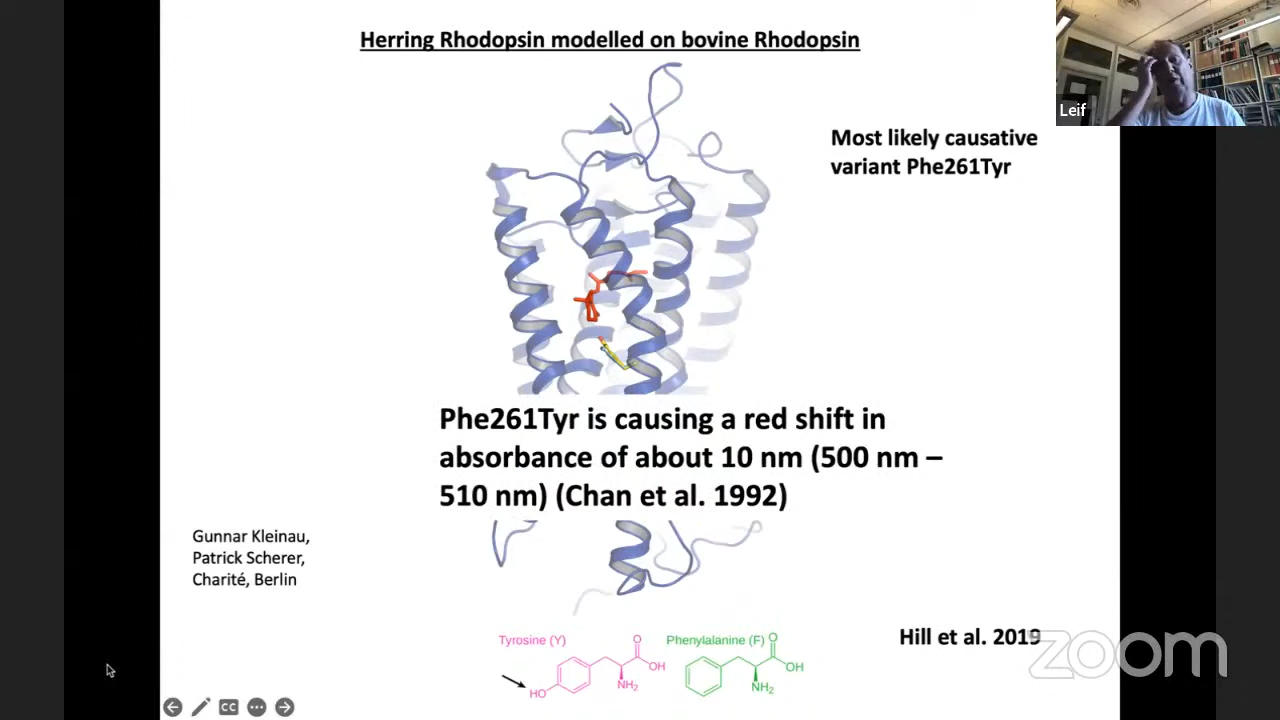 Herring Rhodopsin modelled on bovine Rhodopsin
Leif
Most likely causative
variant Phe261Tyr
Phe261Tyr is causing a red shift in
absorbance of about 10 nm (500 nm –
510 nm) (Chan et al. 1992)
Gunnar Kleinau,
Patrick Scherer,
Charité, Berlin
Tyrosine (Y)
O
OH
NH2
HO
Phenylalanine (F)
O
OH
NH2
Hill et al. 2019
zoom
CC